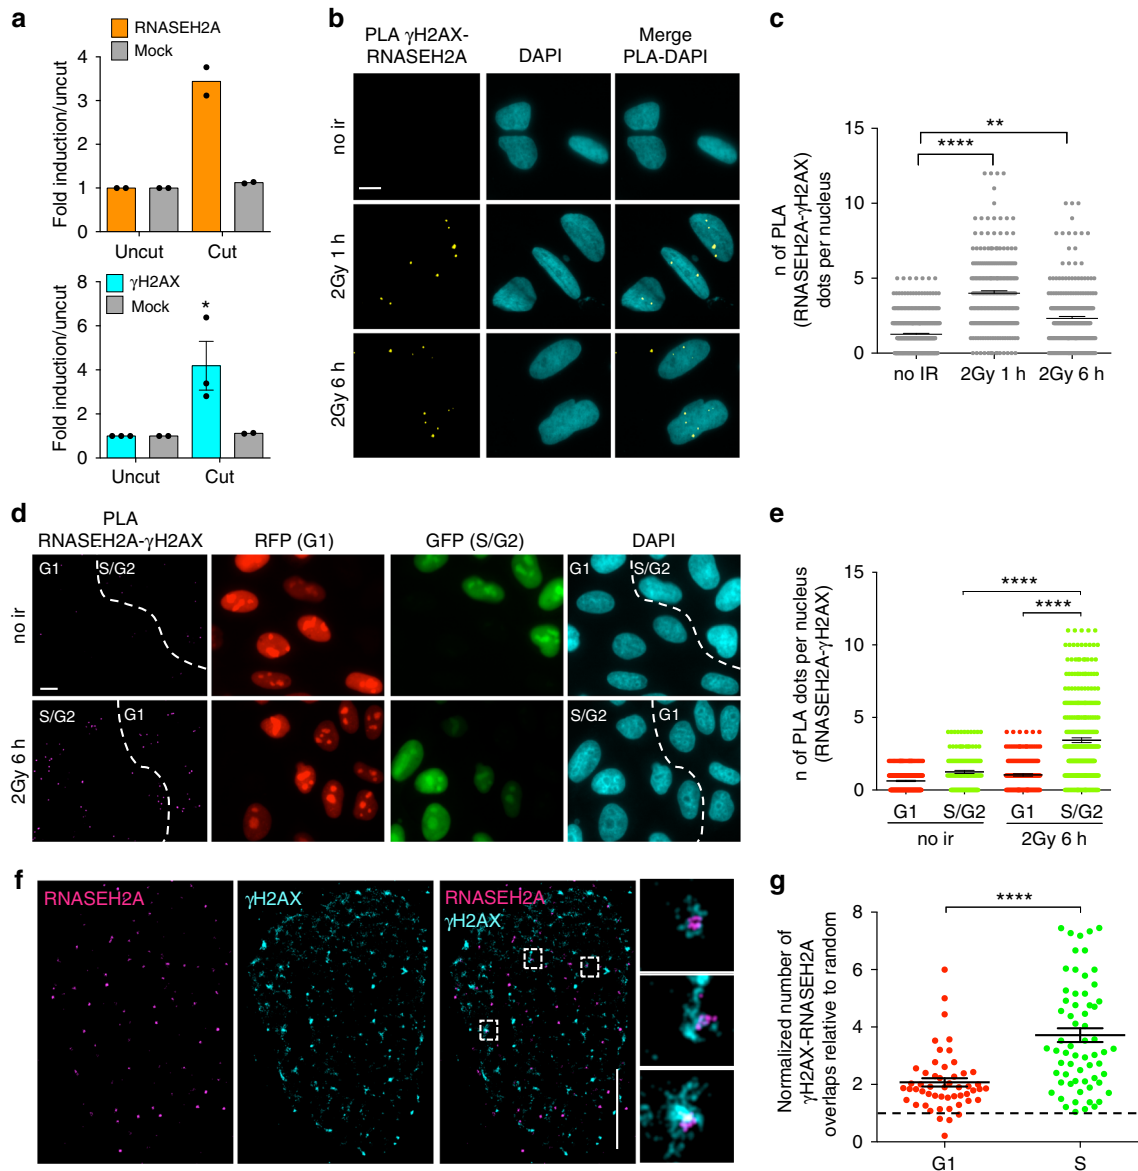 a
RNASEH2A
Mock
Fold induction/uncut
4
3
2
1
0
Uncut Cut
γH2AX
Mock
*
Fold induction/uncut
8
6
4
2
0
Uncut Cut
b
PLA γH2AX-
RNASEH2A
DAPI
Merge
PLA-DAPI
no ir
2Gy 1 h
2Gy 6 h
c
n of PLA
(RNASEH2A-γH2AX)
dots per nucleus
15
10
5
0
**
****
no IR 2Gy 1 h 2Gy 6 h
d
PLA
RNASEH2A-γH2AX
RFP (G1)
GFP (S/G2)
DAPI
no ir
G1 S/G2
G1 S/G2
2Gy 6 h
S/G2 G1
S/G2 G1
e
n of PLA dots per nucleus
(RNASEH2A-γH2AX)
15
10
5
0
****
****
G1 S/G2 G1 S/G2
no ir 2Gy 6 h
f
RNASEH2A
γH2AX
RNASEH2A
γH2AX
g
Normalized number of
γH2AX-RNASEH2A
overlaps relative to random
8
6
4
2
0
****
G1 S